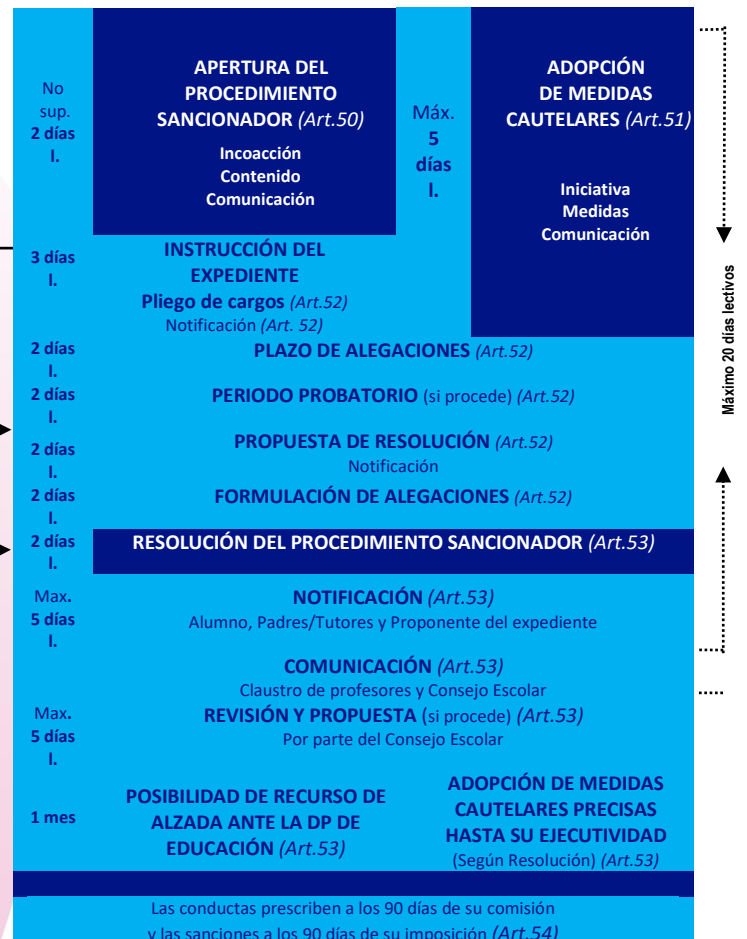 No
sup.
2 días
l.
APERTURA DEL
PROCEDIMIENTO
SANCIONADOR (Art.50)
Incoacción
Contenido
Comunicación
Máx.
5
días
l.
ADOPCIÓN
DE MEDIDAS
CAUTELARES (Art.51)
Iniciativa
Medidas
Comunicación
3 días
l.
INSTRUCCIÓN DEL
EXPEDIENTE
Pliego de cargos (Art.52)
Notificación (Art. 52)
2 días
l.
PLAZO DE ALEGACIONES (Art.52)
2 días
l.
PERIODO PROBATORIO (si procede) (Art.52)
2 días
l.
PROPUESTA DE RESOLUCIÓN (Art.52)
Notificación
2 días
l.
FORMULACIÓN DE ALEGACIONES (Art.52)
2 días
l.
RESOLUCIÓN DEL PROCEDIMIENTO SANCIONADOR (Art.53)
Max.
5 días
l.
NOTIFICACIÓN (Art.53)
Alumno, Padres/Tutores y Proponente del expediente
COMUNICACIÓN (Art.53)
Claustro de profesores y Consejo Escolar
Max.
5 días
l.
REVISIÓN Y PROPUESTA (si procede) (Art.53)
Por parte del Consejo Escolar
1 mes
POSIBILIDAD DE RECURSO DE
ALZADA ANTE LA DP DE
EDUCACIÓN (Art.53)
ADOPCIÓN DE MEDIDAS
CAUTELARES PRECISAS
HASTA SU EJECUTIVIDAD
(Según Resolución) (Art.53)
Las conductas prescriben a los 90 días de su comisión
y las sanciones a los 90 días de su imposición (Art.54)
Máximo 20 días lectivos